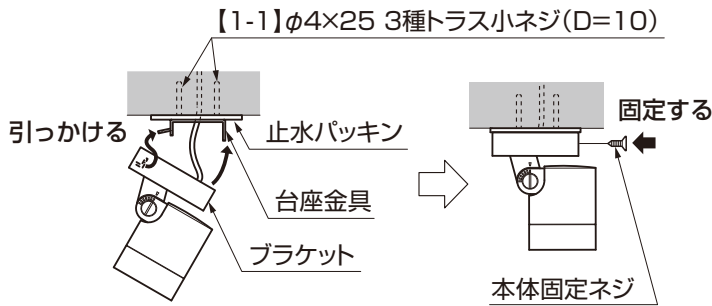 【1-1】φ4×25 3種トラス小ネジ(D=10)
引っかける
止水パッキン
台座金具
ブラケット
固定する
本体固定ネジ